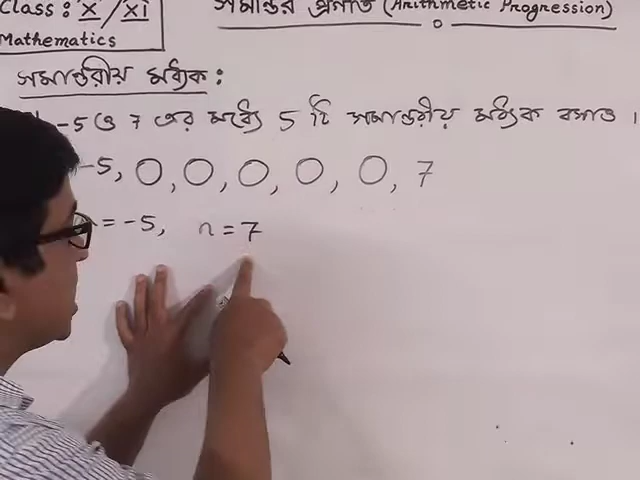 Class: X / XI
সমান্তর প্রগতি (Arithmetic Progression)
Mathematics
সমান্তরীয় মধ্যক :
-5 ও 7 এর মধ্যে 5 টি সমান্তরীয় মধ্যক বসাও ।
-5, ○, ○, ○, ○, ○, 7
= -5, n = 7